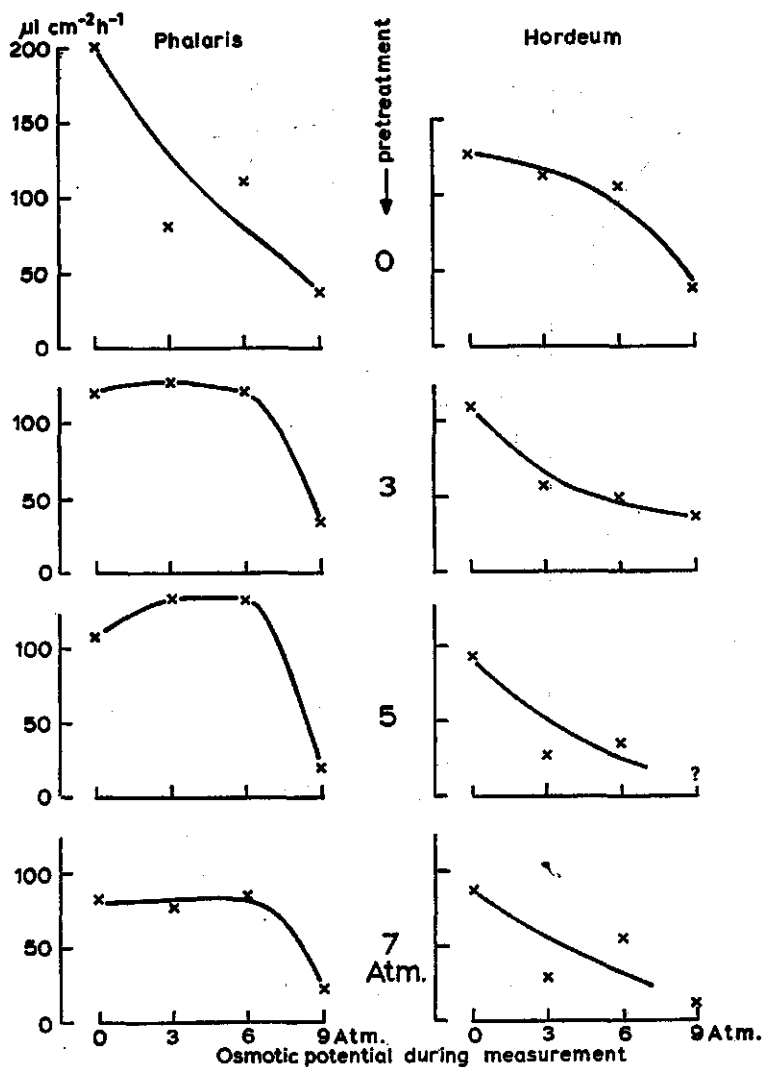 µl cm⁻²h⁻¹
Phalaris
pretreatment
Hordeum
200
150
100
50
0
0
100
50
0
3
100
50
0
5
?
100
50
0
7
Atm.
0 3 6 9 Atm.
0 3 6 9 Atm.
Osmotic potential during measurement